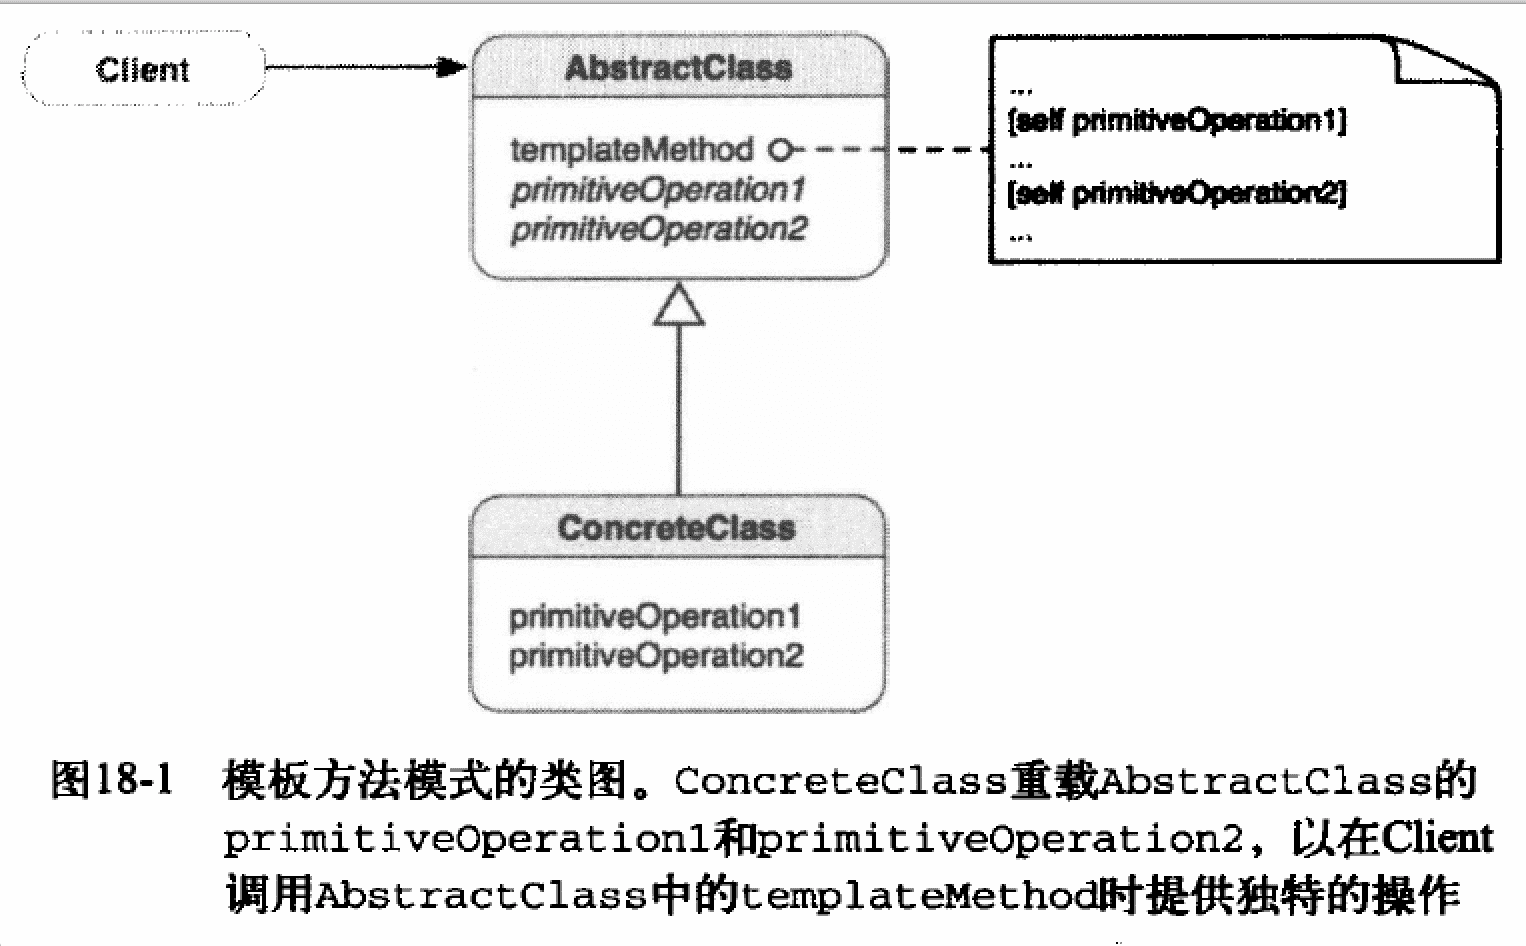 Client
AbstractClass
templateMethod
primitiveOperation1
primitiveOperation2
...
[self primitiveOperation1]
...
[self primitiveOperation2]
...
ConcreteClass
primitiveOperation1
primitiveOperation2
图18-1 模板方法模式的类图。ConcreteClass重载AbstractClass的
primitiveOperation1和primitiveOperation2，以在Client
调用AbstractClass中的templateMethod时提供独特的操作